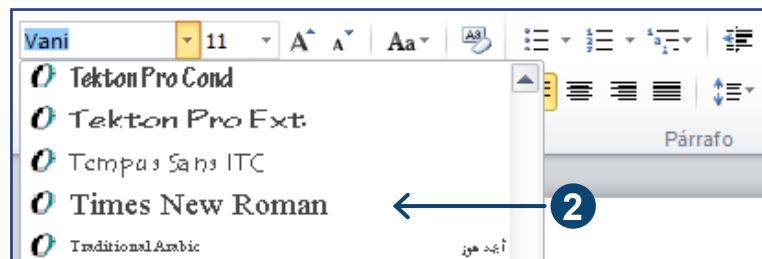 Vani 11 A A Aa
Tekton Pro Cond
Tekton Pro Ext
Párrafo
Tempus Sans ITC
Times New Roman 2
Traditional Arabic أبجد هوز